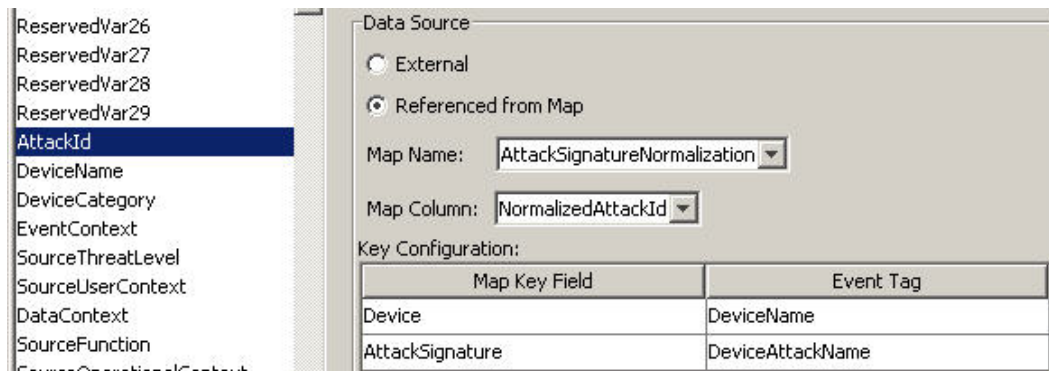 ReservedVar26
ReservedVar27
ReservedVar28
ReservedVar29
AttackId
DeviceName
DeviceCategory
EventContext
SourceThreatLevel
SourceUserContext
DataContext
SourceFunction
SourceOperationalContext
Data Source
External
Referenced from Map
Map Name: AttackSignatureNormalization
Map Column: NormalizedAttackId
Key Configuration:
Map Key Field Event Tag
Device DeviceName
AttackSignature DeviceAttackName